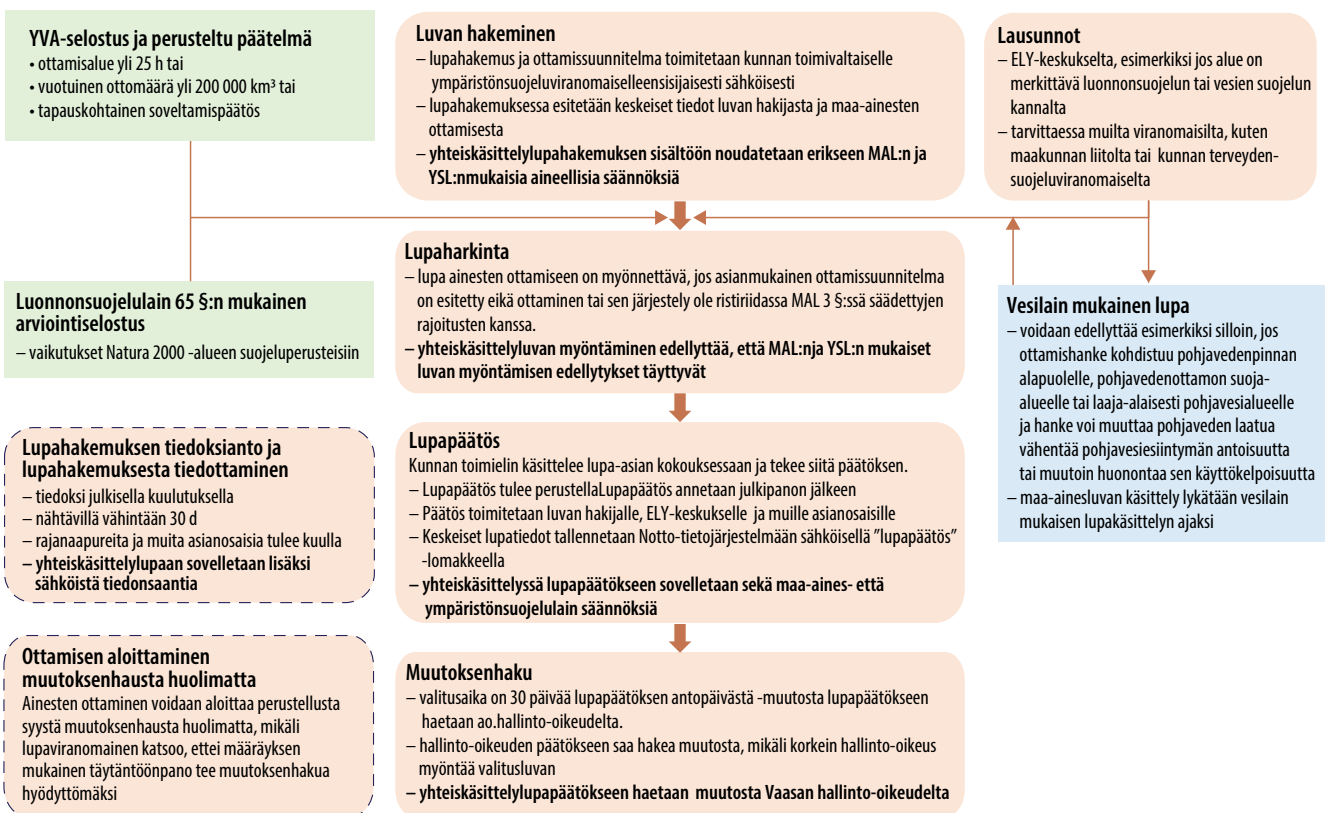 YVA-selostus ja perusteltu päätelmä
• ottamisalue yli 25 h tai
• vuotuinen ottomäärä yli 200 000 km³ tai
• tapauskohtainen soveltamispäätös
Luvan hakeminen
– lupahakemus ja ottamissuunnitelma toimitetaan kunnan toimivaltaiselle
ympäristönsuojeluviranomaiselleensisijaisesti sähköisesti
– lupahakemuksessa esitetään keskeiset tiedot luvan hakijasta ja maa-ainesten
ottamisesta
– yhteiskäsittelylupahakemuksen sisältöön noudatetaan erikseen MAL:n ja
YSL:nmukaisia aineellisia säännöksiä
Lausunnot
– ELY-keskukselta, esimerkiksi jos alue on
merkittävä luonnonsuojelun tai vesien suojelun
kannalta
– tarvittaessa muilta viranomaisilta, kuten
maakunnan liitolta tai kunnan terveyden-
suojeluviranomaiselta
Luonnonsuojelulain 65 §:n mukainen
arviointiselostus
– vaikutukset Natura 2000 -alueen suojeluperusteisiin
Lupaharkinta
– lupa ainesten ottamiseen on myönnettävä, jos asianmukainen ottamissuunnitelma
on esitetty eikä ottaminen tai sen järjestely ole ristiriidassa MAL 3 §:ssä säädettyjen
rajoitusten kanssa.
– yhteiskäsittelyluvan myöntäminen edellyttää, että MAL:nja YSL:n mukaiset
luvan myöntämisen edellytykset täyttyvät
Vesilain mukainen lupa
– voidaan edellyttää esimerkiksi silloin, jos
ottamishanke kohdistuu pohjavedenpinnan
alapuolelle, pohjavedenottamon suoja-
alueelle tai laaja-alaisesti pohjavesialueelle
ja hanke voi muuttaa pohjaveden laatua
vähentää pohjavesiesiintymän antoisuutta
tai muutoin huonontaa sen käyttökelpoisuutta
– maa-ainesluvan käsittely lykätään vesilain
mukaisen lupakäsittelyn ajaksi
Lupahakemuksen tiedoksianto ja
lupahakemuksesta tiedottaminen
– tiedoksi julkisella kuulutuksella
– nähtävillä vähintään 30 d
– rajanaapureita ja muita asianosaisia tulee kuulla
– yhteiskäsittelylupaan sovelletaan lisäksi
sähköistä tiedonsaantia
Lupapäätös
Kunnan toimielin käsittelee lupa-asian kokouksessaan ja tekee siitä päätöksen.
– Lupapäätös tulee perustellaLupapäätös annetaan julkipanon jälkeen
– Päätös toimitetaan luvan hakijalle, ELY-keskukselle ja muille asianosaisille
– Keskeiset lupatiedot tallennetaan Notto-tietojärjestelmään sähköisellä ”lupapäätös”
-lomakkeella
– yhteiskäsittelyssä lupapäätökseen sovelletaan sekä maa-aines- että
ympäristönsuojelulain säännöksiä
Ottamisen aloittaminen
muutoksenhausta huolimatta
Ainesten ottaminen voidaan aloittaa perustellusta
syystä muutoksenhausta huolimatta, mikäli
lupaviranomainen katsoo, ettei määräyksen
mukainen täytäntöönpano tee muutoksenhakua
hyödyttömäksi
Muutoksenhaku
– valitusaika on 30 päivää lupapäätöksen antopäivästä -muutosta lupapäätökseen
haetaan ao.hallinto-oikeudelta.
– hallinto-oikeuden päätökseen saa hakea muutosta, mikäli korkein hallinto-oikeus
myöntää valitusluvan
– yhteiskäsittelylupapäätökseen haetaan muutosta Vaasan hallinto-oikeudelta